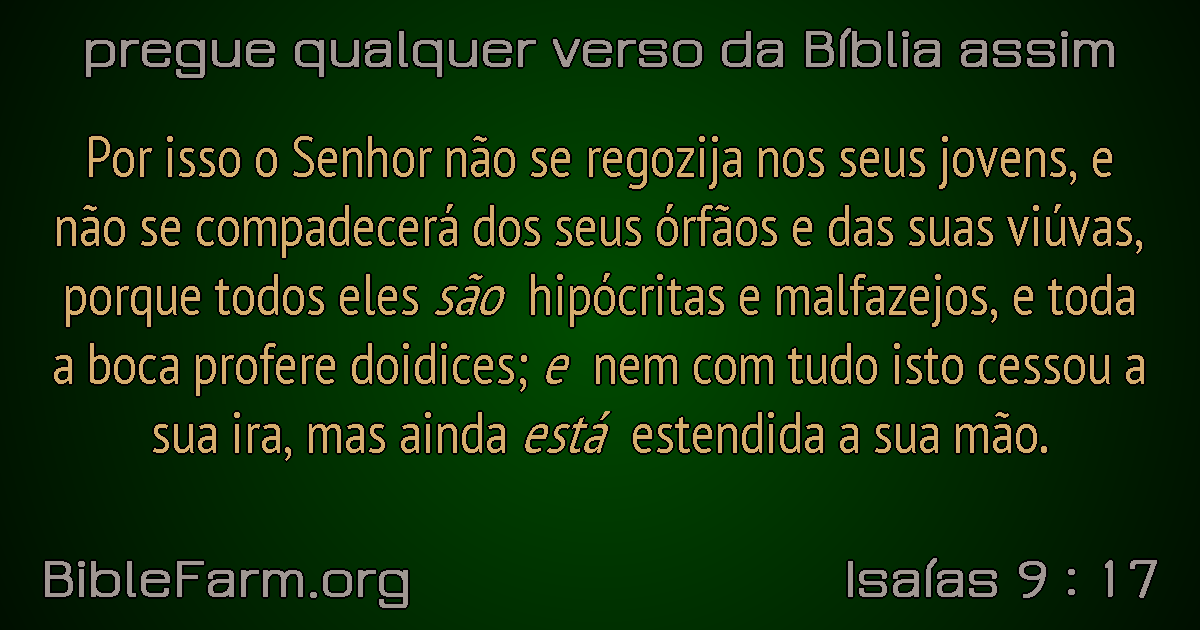 pregue qualquer verso da Bíblia assim
Por isso o Senhor não se regozija nos seus jovens, e
não se compadecerá dos seus órfãos e das suas viúvas,
porque todos eles são hipócritas e malfazejos, e toda
a boca profere doidices; e nem com tudo isto cessou a
sua ira, mas ainda está estendida a sua mão.
BibleFarm.org
Isaías 9 : 17